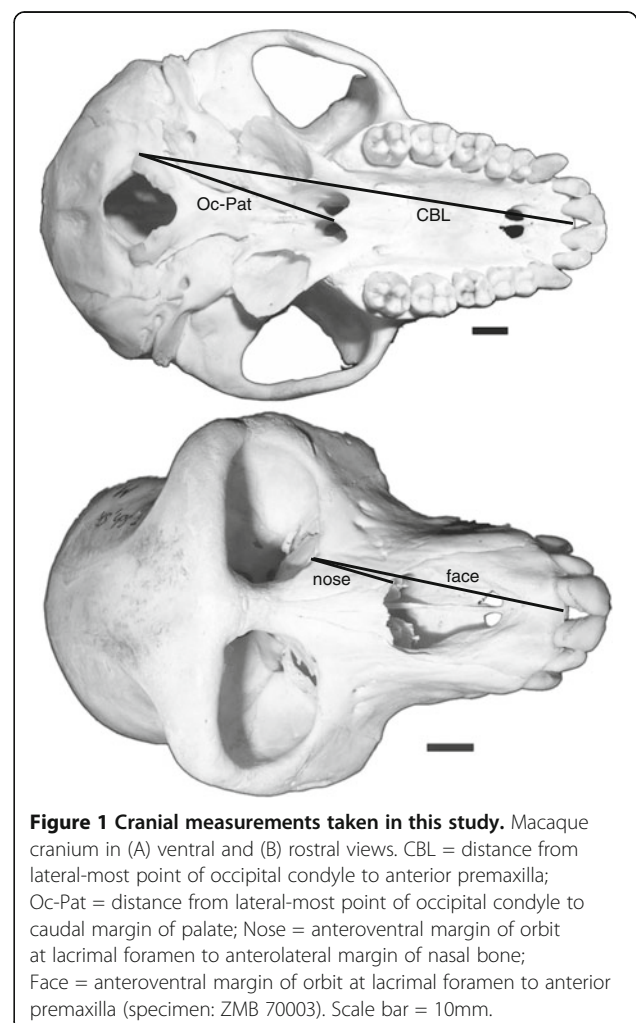 Oc-Pat
CBL
nose
face
Figure 1 Cranial measurements taken in this study. Macaque
cranium in (A) ventral and (B) rostral views. CBL = distance from
lateral-most point of occipital condyle to anterior premaxilla;
Oc-Pat = distance from lateral-most point of occipital condyle to
caudal margin of palate; Nose = anteroventral margin of orbit
at lacrimal foramen to anterolateral margin of nasal bone;
Face = anteroventral margin of orbit at lacrimal foramen to anterior
premaxilla (specimen: ZMB 70003). Scale bar = 10mm.